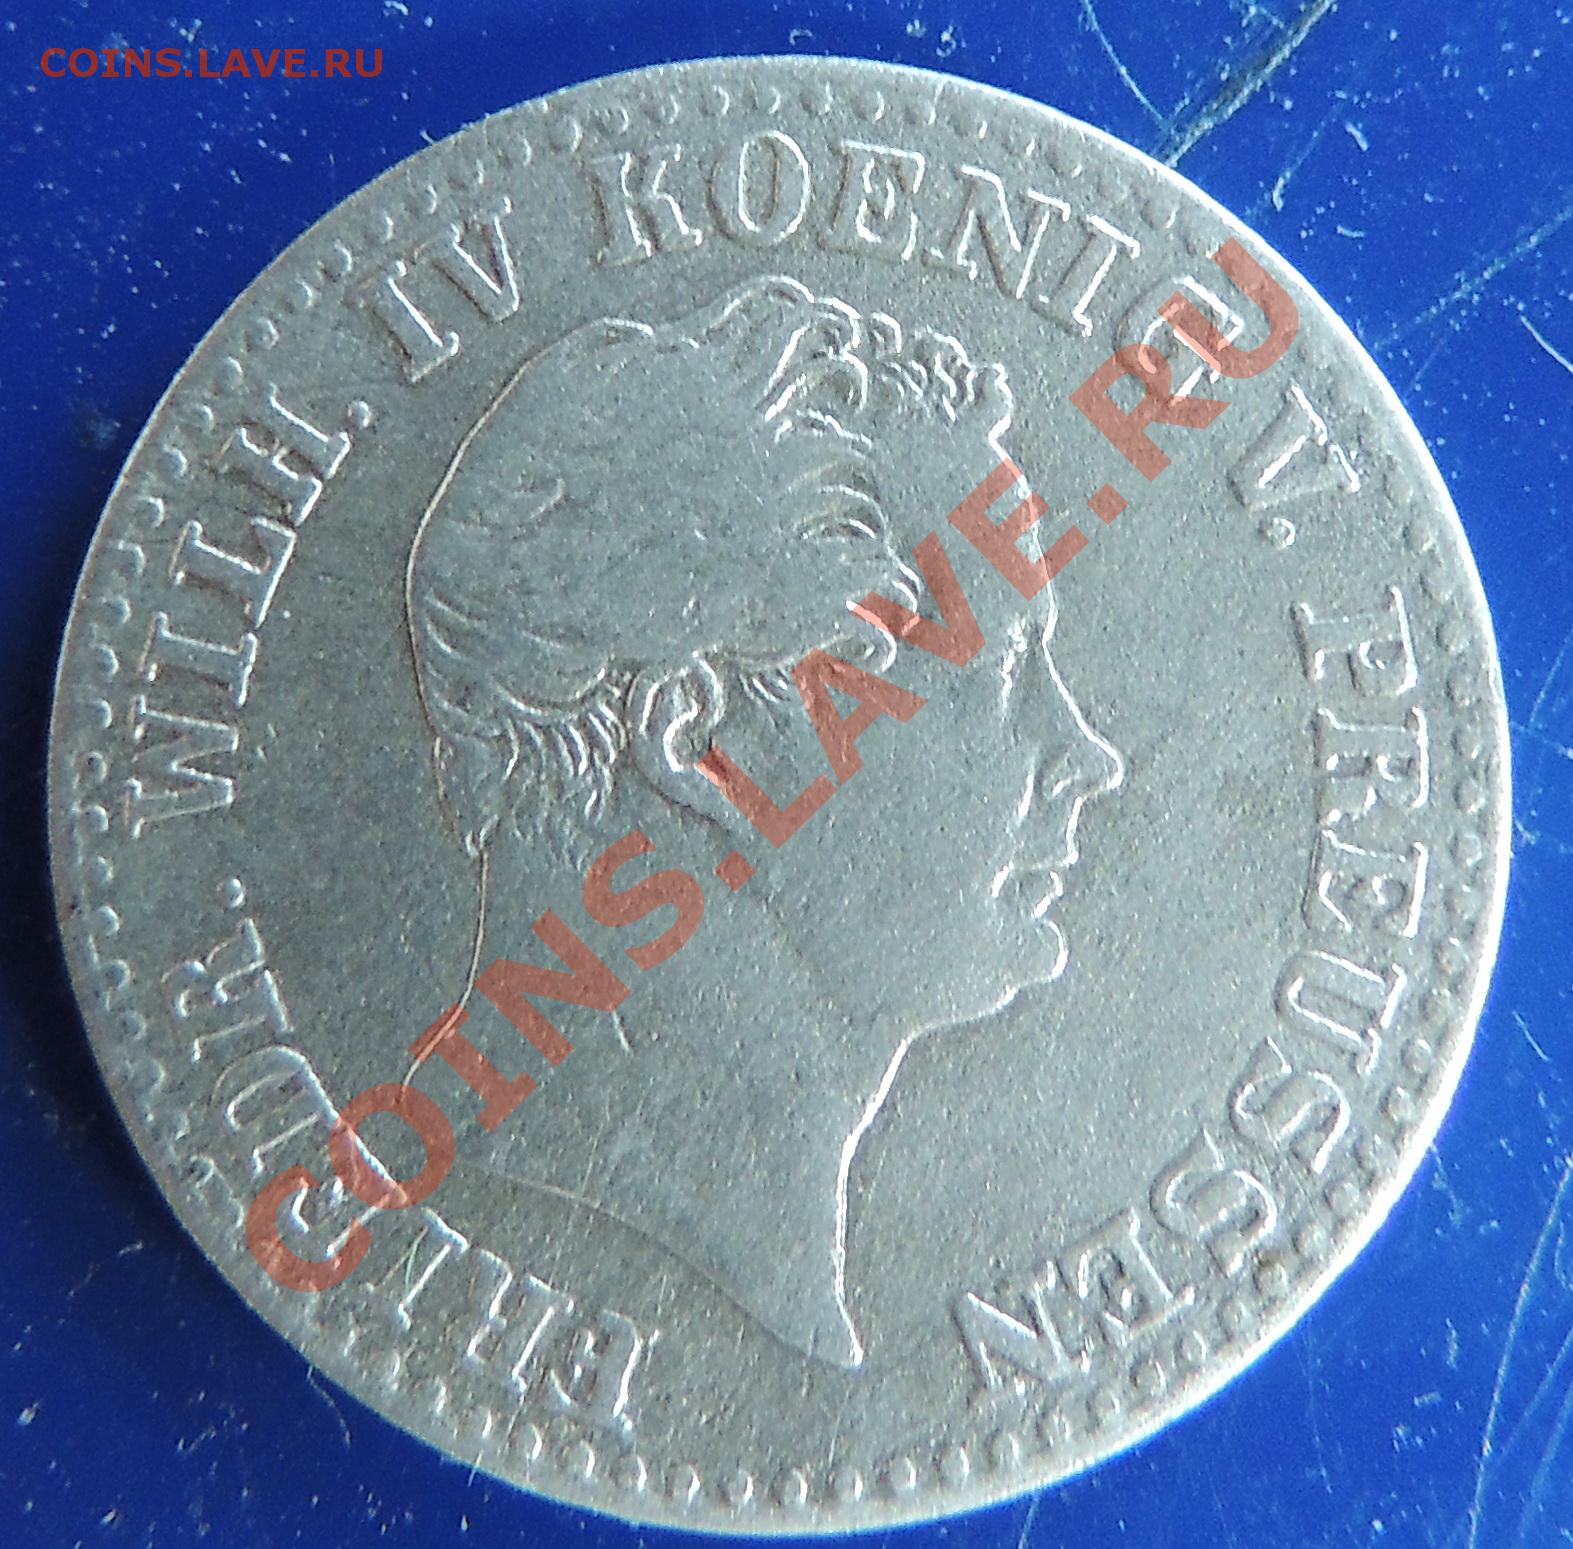 COINS.LAVE.RU
FRIEDR. WILH. IV KOENIG V. PREUSSEN
COINS.LAVE.RU